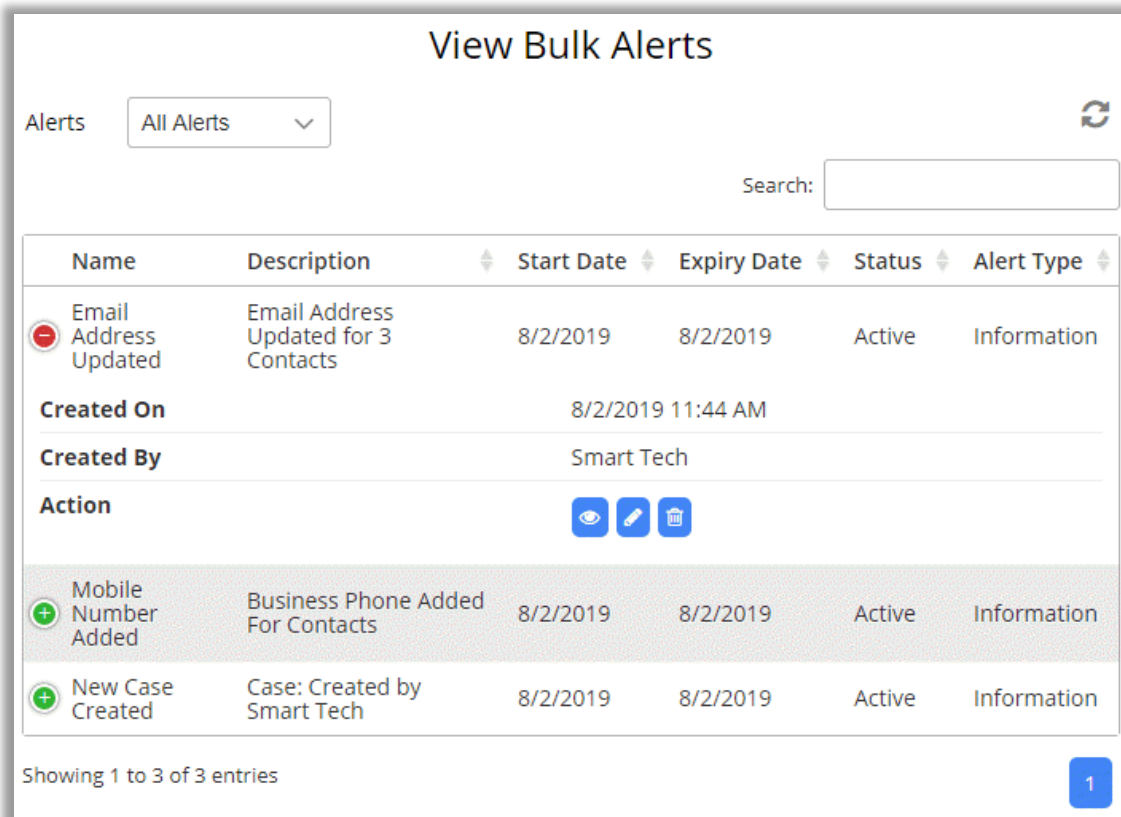 View Bulk Alerts
Alerts All Alerts
Search:
Name Description Start Date Expiry Date Status Alert Type
Email Address Updated Email Address Updated for 3 Contacts 8/2/2019 8/2/2019 Active Information
Created On 8/2/2019 11:44 AM
Created By Smart Tech
Action
Mobile Number Added Business Phone Added For Contacts 8/2/2019 8/2/2019 Active Information
New Case Created Case: Created by Smart Tech 8/2/2019 8/2/2019 Active Information
Showing 1 to 3 of 3 entries
1